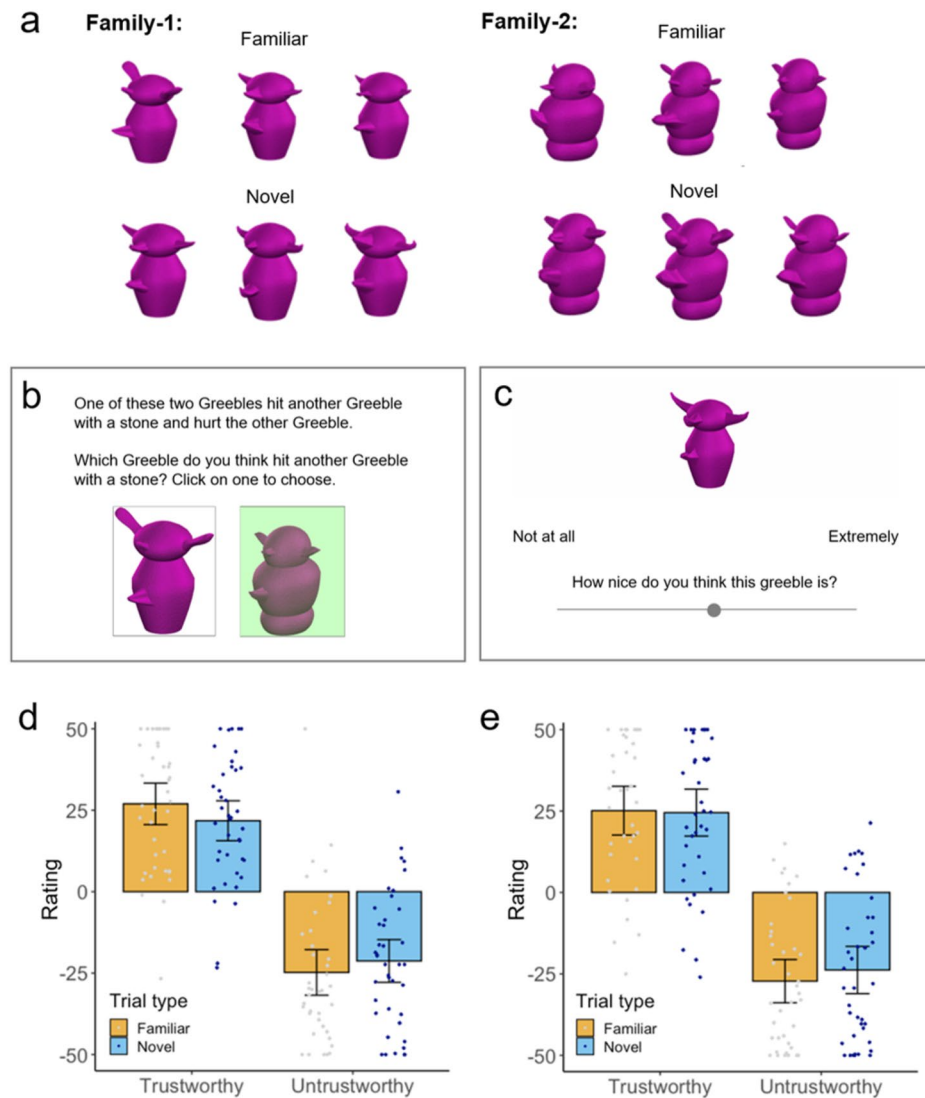 a
Family-1:
Familiar
Novel
Family-2:
Familiar
Novel
b
One of these two Greebles hit another Greeble
with a stone and hurt the other Greeble.
Which Greeble do you think hit another Greeble
with a stone? Click on one to choose.
c
Not at all
Extremely
How nice do you think this greeble is?
d
50
25
0
-25
-50
Rating
Trial type
Familiar
Novel
Trustworthy
Untrustworthy
e
50
25
0
-25
-50
Rating
Trial type
Familiar
Novel
Trustworthy
Untrustworthy